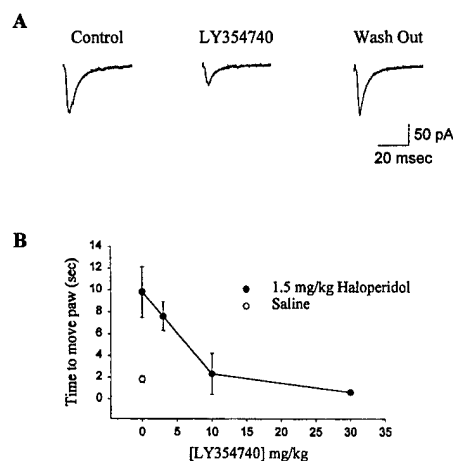 A
Control LY354740 Wash Out
50 pA
20 msec
B
14
12
10
8
6
4
2
0
Time to move paw (sec)
1.5 mg/kg Haloperidol
Saline
0 5 10 15 20 25 30 35
[LY354740] mg/kg